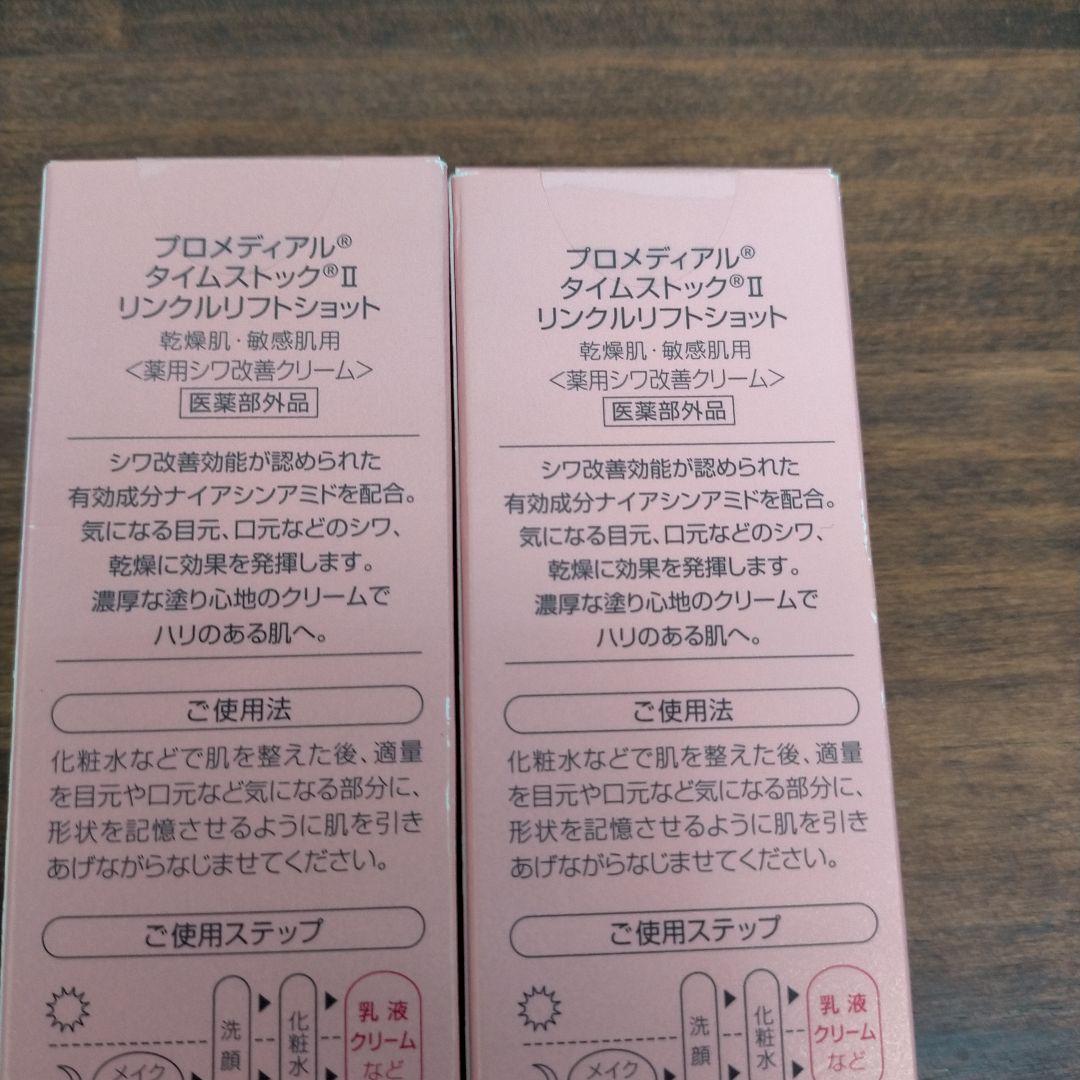 プロメディアル®
タイムストック®Ⅱ
リンクルリフトショット
乾燥肌・敏感肌用
＜薬用シワ改善クリーム＞
医薬部外品
シワ改善効能が認められた
有効成分ナイアシンアミドを配合。
気になる目元、口元などのシワ、
乾燥に効果を発揮します。
濃厚な塗り心地のクリームで
ハリのある肌へ。
ご使用法
化粧水などで肌を整えた後、適量
を目元や口元など気になる部分に、
形状を記憶させるように肌を引き
あげながらなじませてください。
ご使用ステップ
洗顔
化粧水
乳液
クリーム
など
メイク
プロメディアル®
タイムストック®Ⅱ
リンクルリフトショット
乾燥肌・敏感肌用
＜薬用シワ改善クリーム＞
医薬部外品
シワ改善効能が認められた
有効成分ナイアシンアミドを配合。
気になる目元、口元などのシワ、
乾燥に効果を発揮します。
濃厚な塗り心地のクリームで
ハリのある肌へ。
ご使用法
化粧水などで肌を整えた後、適量
を目元や口元など気になる部分に、
形状を記憶させるように肌を引き
あげながらなじませてください。
ご使用ステップ
洗顔
化粧水
乳液
クリーム
など
メイク